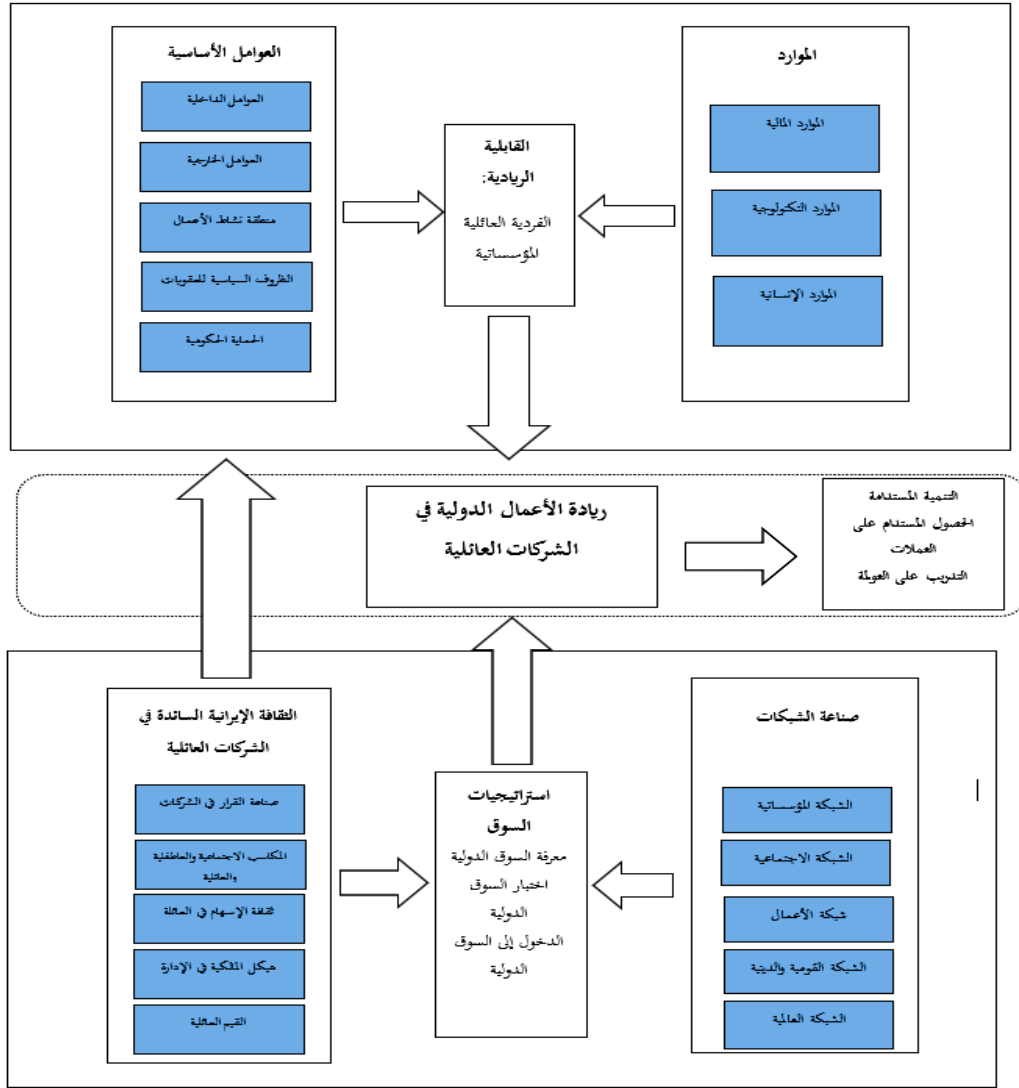 الموارد
الموارد المالية
الموارد التكنولوجية
الموارد الإنسانية
القابلية
الريادية:
الفردية العائلية
المؤسساتية
العوامل الأساسية
العوامل الداخلية
العوامل الخارجية
منطقة نشاط الأعمال
الظروف السياسية للعقوبات
الحماية الحكومية
ريادة الأعمال الدولية في
الشركات العائلية
التنمية المستدامة
الحصول المستدام على
العملات
التدريب على العولمة
صناعة الشبكات
الشبكة المؤسساتية
الشبكة الاجتماعية
شبكة الأعمال
الشبكة القومية والدينية
الشبكة العالمية
استراتيجيات
السوق
معرفة السوق الدولية
اختبار السوق
الدولية
الدخول إلى السوق
الدولية
الثقافة الإيرانية السائدة في
الشركات العائلية
صناعة القرار في الشركات
المكاسب الاجتماعية والعاطفلية
والعائلية
ثقافة الإسهام في العائلة
هيكل الملكية في الإدارة
القيم العائلية